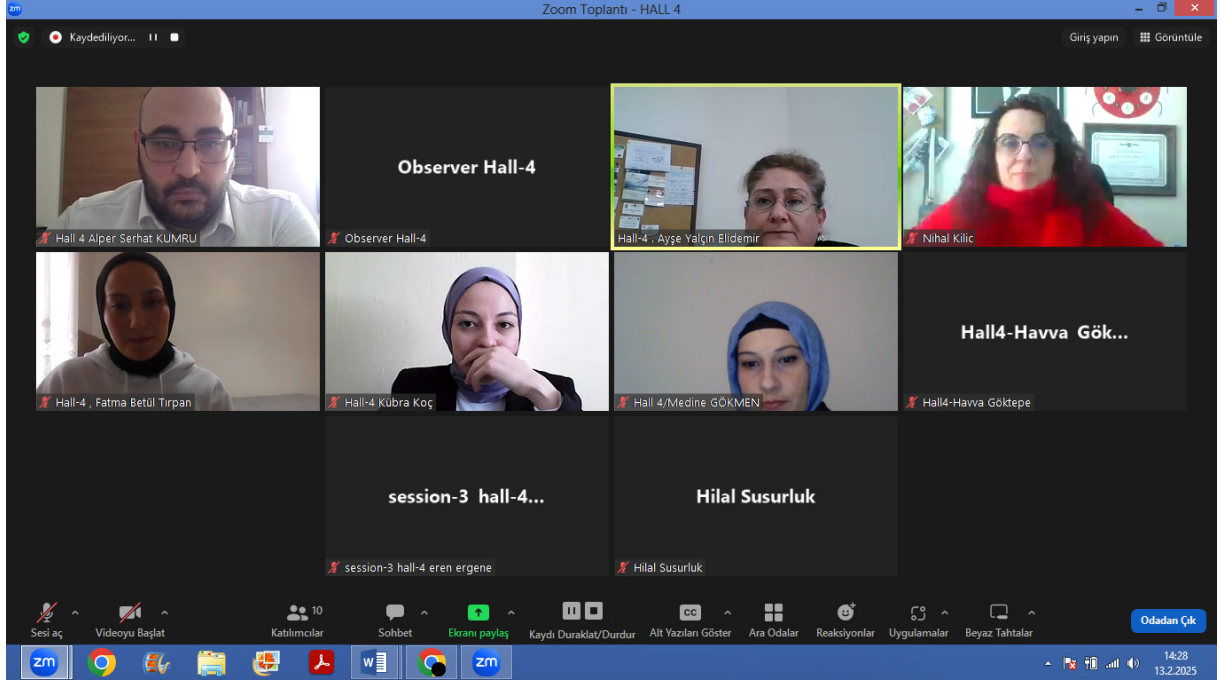 zm
Zoom Toplantı - HALL 4
Kaydediliyor...
Giriş yapın
Görüntüle
Hall 4 Alper Serhat KUMRU
Observer Hall-4
Observer Hall-4
Hall-4 . Ayşe Yalçın Elidemir
Nihal Kilic
Hall-4 , Fatma Betül Tırpan
Hall-4 Kübra Koç
Hall 4/Medine GÖKMEN
Hall4-Havva Gök...
Hall4-Havva Göktepe
session-3 hall-4...
session-3 hall-4 eren ergene
Hilal Susurluk
Hilal Susurluk
Sesi aç
Videoyu Başlat
10
Katılımcılar
Sohbet
Ekranı paylaş
Kaydı Duraklat/Durdur
CC
Alt Yazıları Göster
Ara Odalar
Reaksiyonlar
Uygulamalar
Beyaz Tahtalar
Odadan Çık
zm
W
zm
14:28
13.2.2025